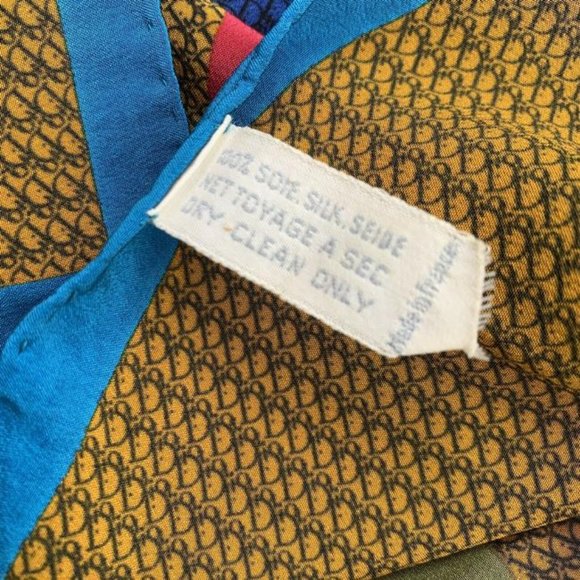 100% SOIE. SILK. SEIDE
NETTOYAGE A SEC
DRY-CLEAN ONLY
Made in France